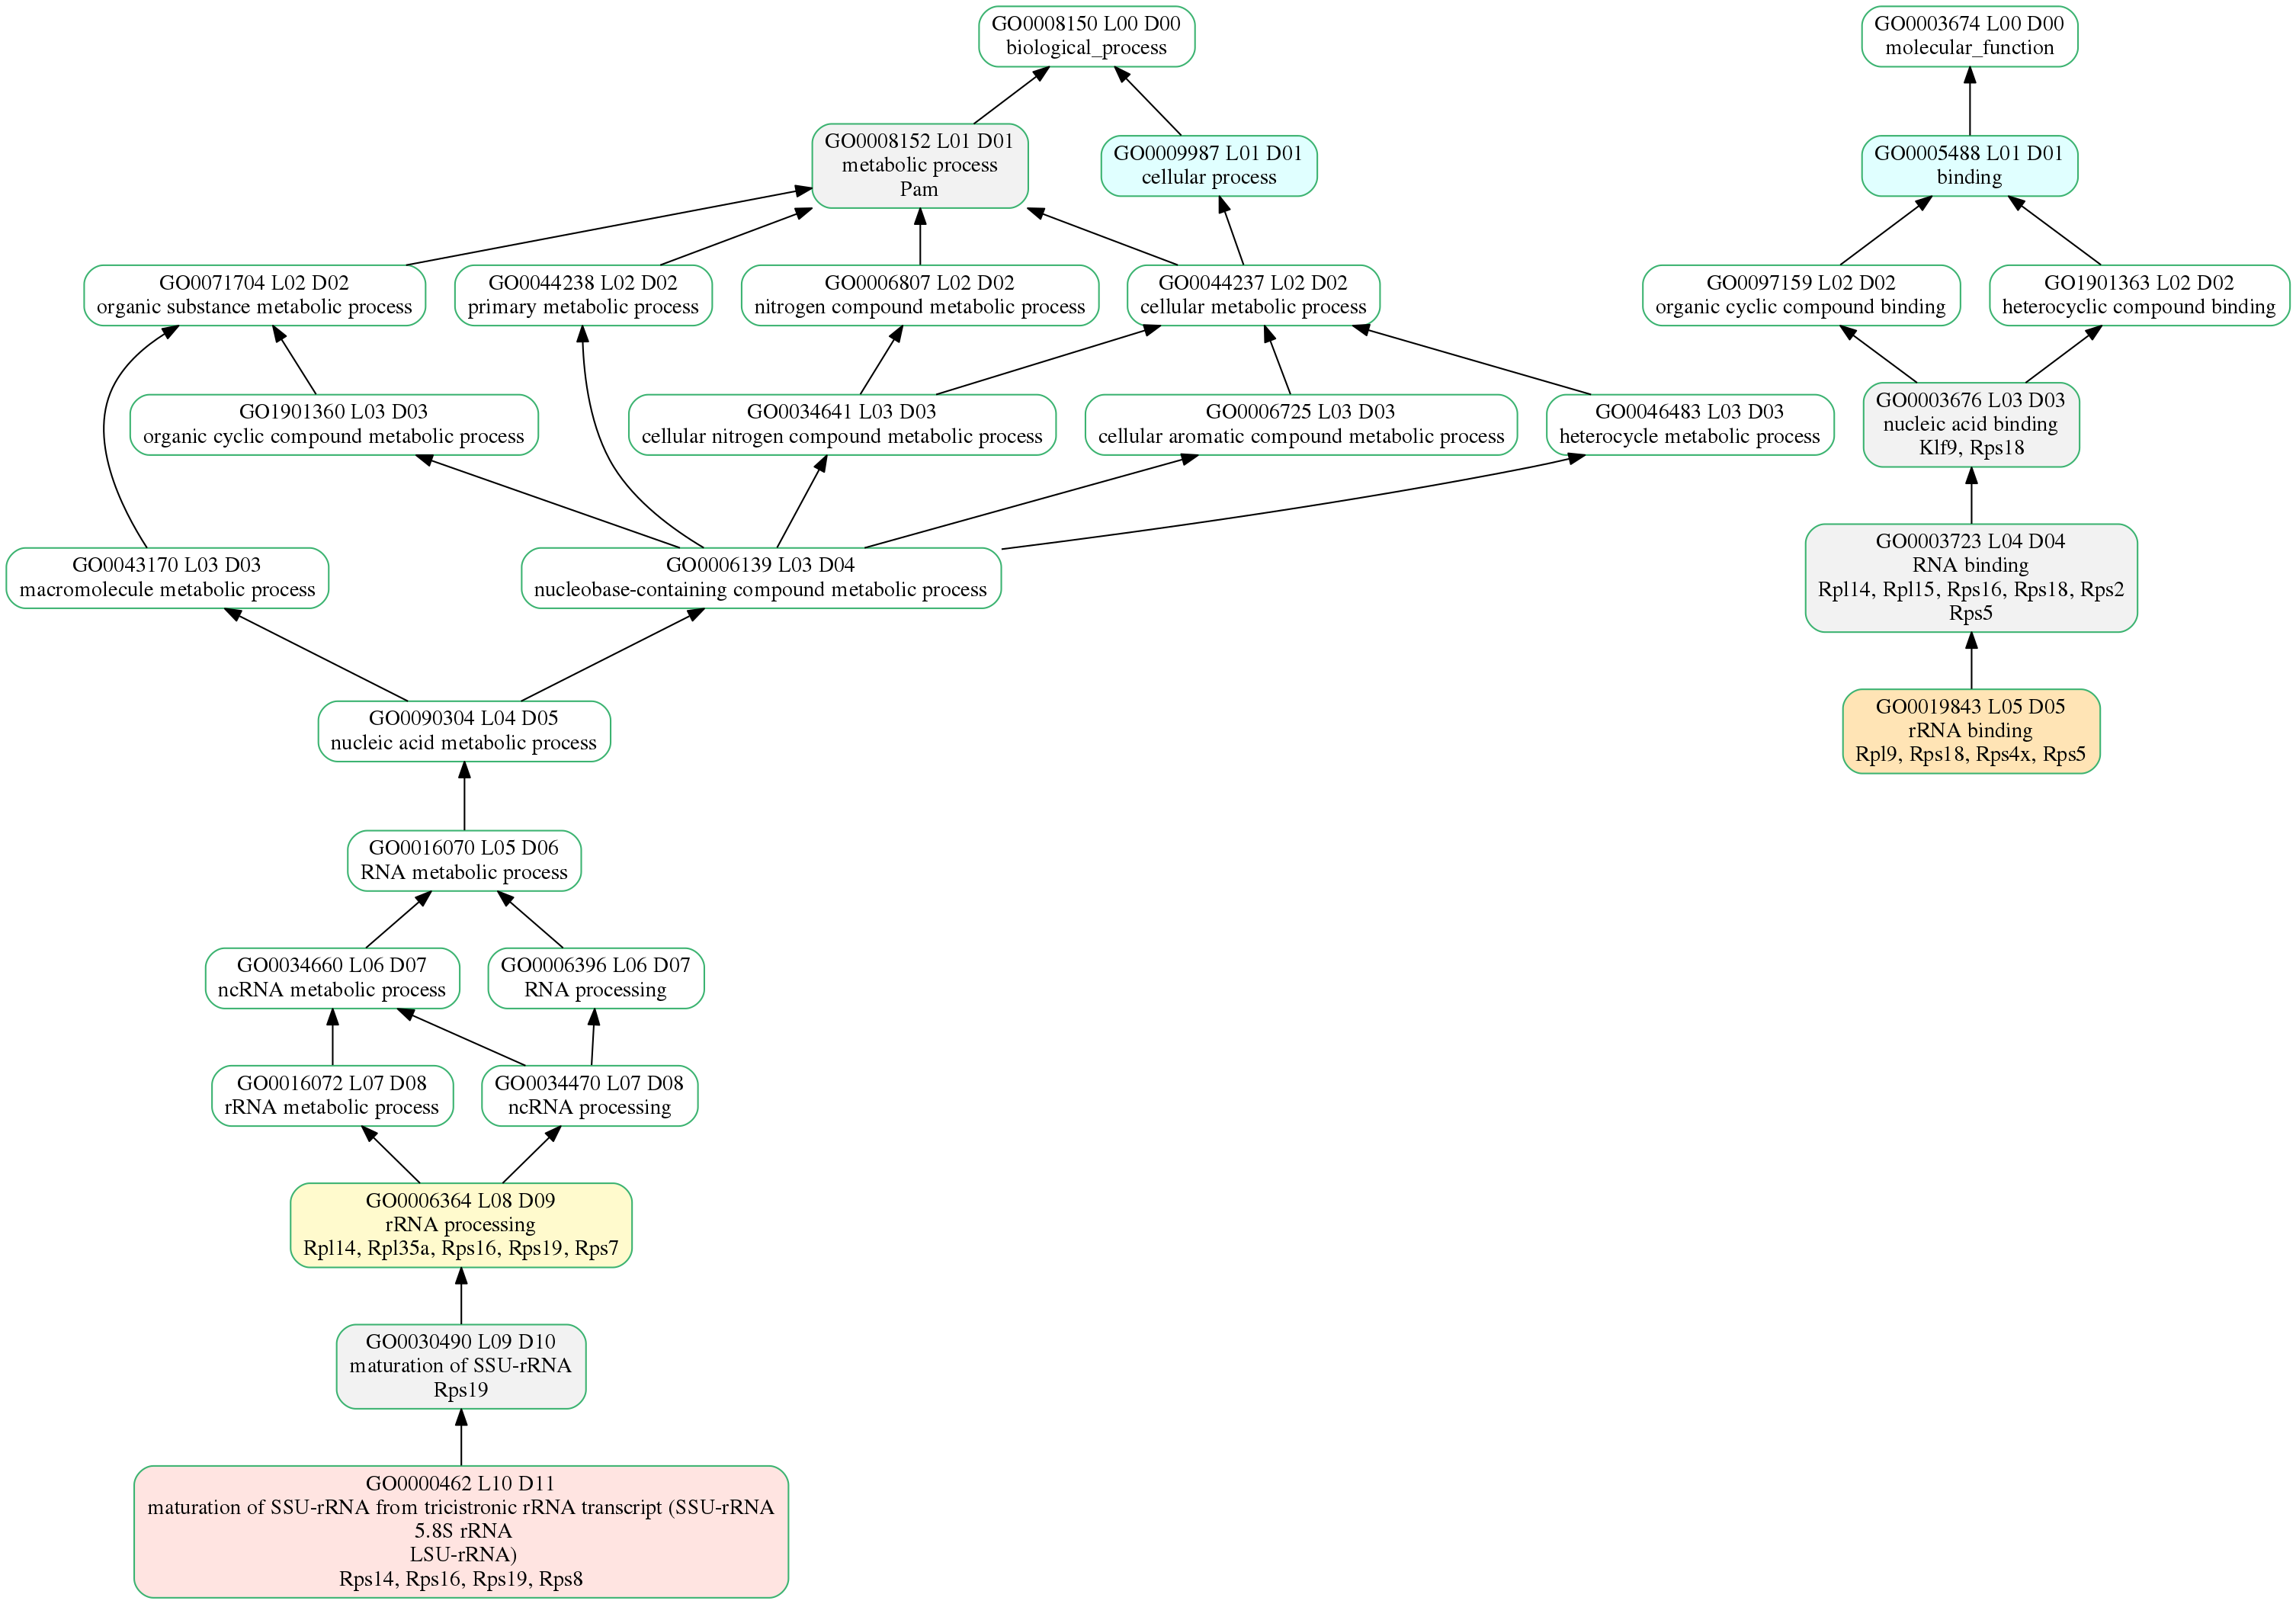 GO0008150 L00 D00
biological_process
GO0003674 L00 D00
molecular_function
GO0008152 L01 D01
metabolic process
Pam
GO0009987 L01 D01
cellular process
GO0005488 L01 D01
binding
GO0071704 L02 D02
organic substance metabolic process
GO0044238 L02 D02
primary metabolic process
GO0006807 L02 D02
nitrogen compound metabolic process
GO0044237 L02 D02
cellular metabolic process
GO0097159 L02 D02
organic cyclic compound binding
GO1901363 L02 D02
heterocyclic compound binding
GO1901360 L03 D03
organic cyclic compound metabolic process
GO0034641 L03 D03
cellular nitrogen compound metabolic process
GO0006725 L03 D03
cellular aromatic compound metabolic process
GO0046483 L03 D03
heterocycle metabolic process
GO0003676 L03 D03
nucleic acid binding
Klf9, Rps18
GO0043170 L03 D03
macromolecule metabolic process
GO0006139 L03 D04
nucleobase-containing compound metabolic process
GO0003723 L04 D04
RNA binding
Rpl14, Rpl15, Rps16, Rps18, Rps2
Rps5
GO0090304 L04 D05
nucleic acid metabolic process
GO0019843 L05 D05
rRNA binding
Rpl9, Rps18, Rps4x, Rps5
GO0016070 L05 D06
RNA metabolic process
GO0034660 L06 D07
ncRNA metabolic process
GO0006396 L06 D07
RNA processing
GO0016072 L07 D08
rRNA metabolic process
GO0034470 L07 D08
ncRNA processing
GO0006364 L08 D09
rRNA processing
Rpl14, Rpl35a, Rps16, Rps19, Rps7
GO0030490 L09 D10
maturation of SSU-rRNA
Rps19
GO0000462 L10 D11
maturation of SSU-rRNA from tricistronic rRNA transcript (SSU-rRNA
5.8S rRNA
LSU-rRNA)
Rps14, Rps16, Rps19, Rps8